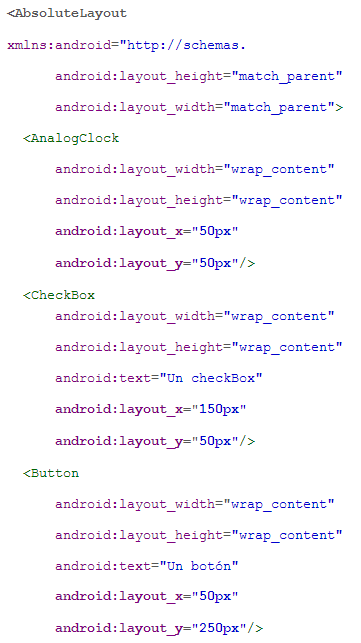 <AbsoluteLayout
xmlns:android="http://schemas.
android:layout_height="match_parent"
android:layout_width="match_parent">
<AnalogClock
android:layout_width="wrap_content"
android:layout_height="wrap_content"
android:layout_x="50px"
android:layout_y="50px"/>
<CheckBox
android:layout_width="wrap_content"
android:layout_height="wrap_content"
android:text="Un checkBox"
android:layout_x="150px"
android:layout_y="50px"/>
<Button
android:layout_width="wrap_content"
android:layout_height="wrap_content"
android:text="Un botón"
android:layout_x="50px"
android:layout_y="250px"/>